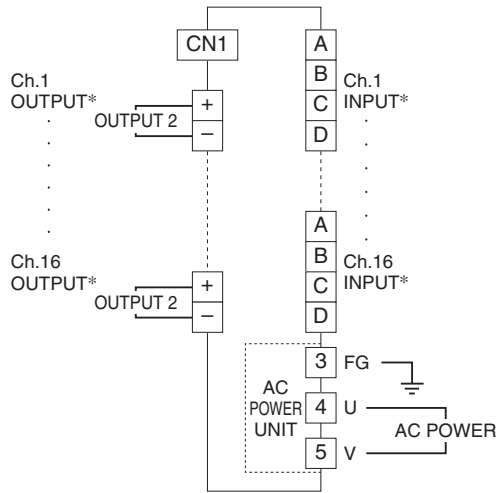 CN1
A
B
C
D
Ch.1
OUTPUT*
OUTPUT 2
+
–
Ch.1
INPUT*
A
B
C
D
Ch.16
OUTPUT*
OUTPUT 2
+
–
Ch.16
INPUT*
AC
POWER
UNIT
3 FG
4 U
5 V
AC POWER